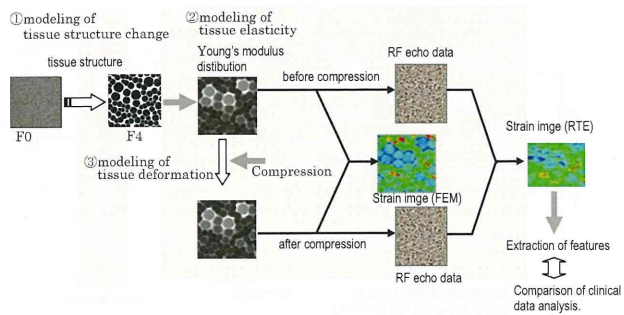 ①modeling of
tissue structure change
tissue structure
F0
F4
②modeling of
tissue elasticity
Young's modulus
distibution
③modeling of
tissue deformation
Compression
before compression
after compression
RF echo data
Strain imge (FEM)
RF echo data
Strain imge (RTE)
Extraction of features
Comparison of clinical
data analysis.